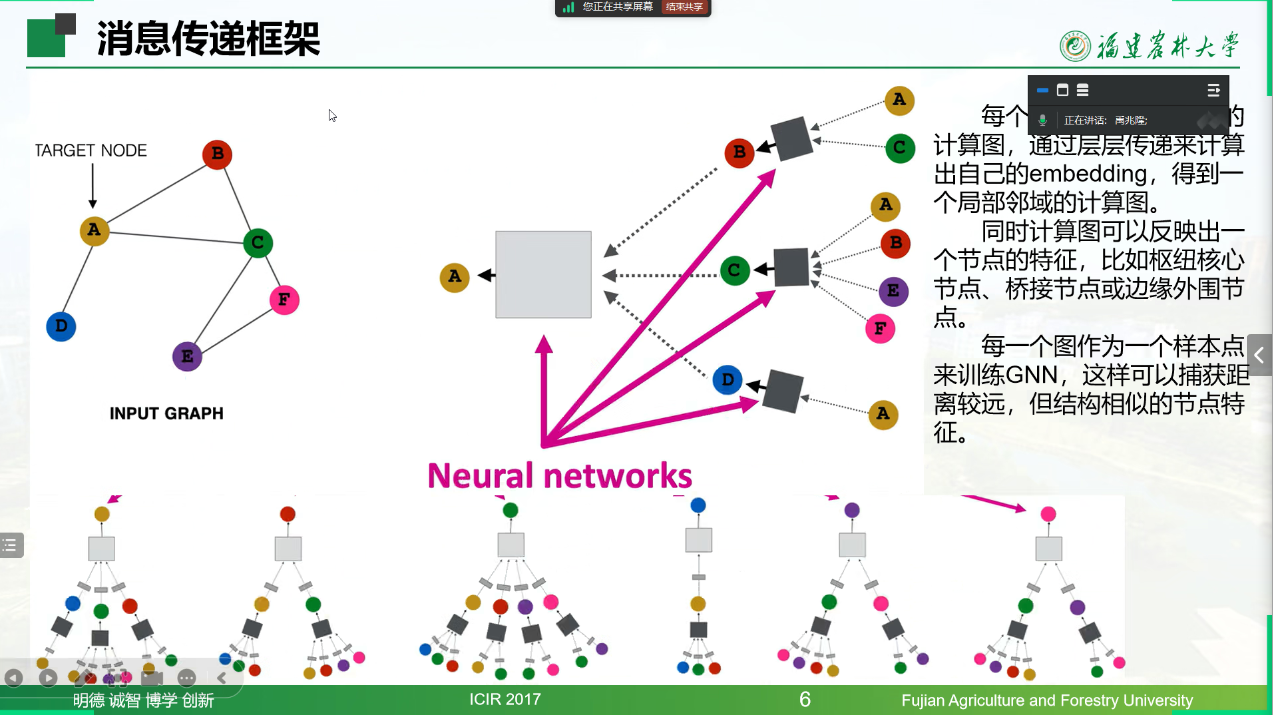 您正在共享屏幕 结束共享
消息传递框架
福建农林大学
正在讲话:
TARGET NODE
B
A
C
F
D
E
INPUT GRAPH
A
B
C
D
A
C
A
B
E
F
A
Neural networks
每个
的
计算图，通过层层传递来计算
出自己的embedding，得到一
个局部邻域的计算图。
同时计算图可以反映出一
个节点的特征，比如枢纽核心
节点、桥接节点或边缘外围节
点。
每一个图作为一个样本点
来训练GNN，这样可以捕获距
离较远，但结构相似的节点特
征。
明德 诚智 博学 创新
ICIR 2017
6
Fujian Agriculture and Forestry University